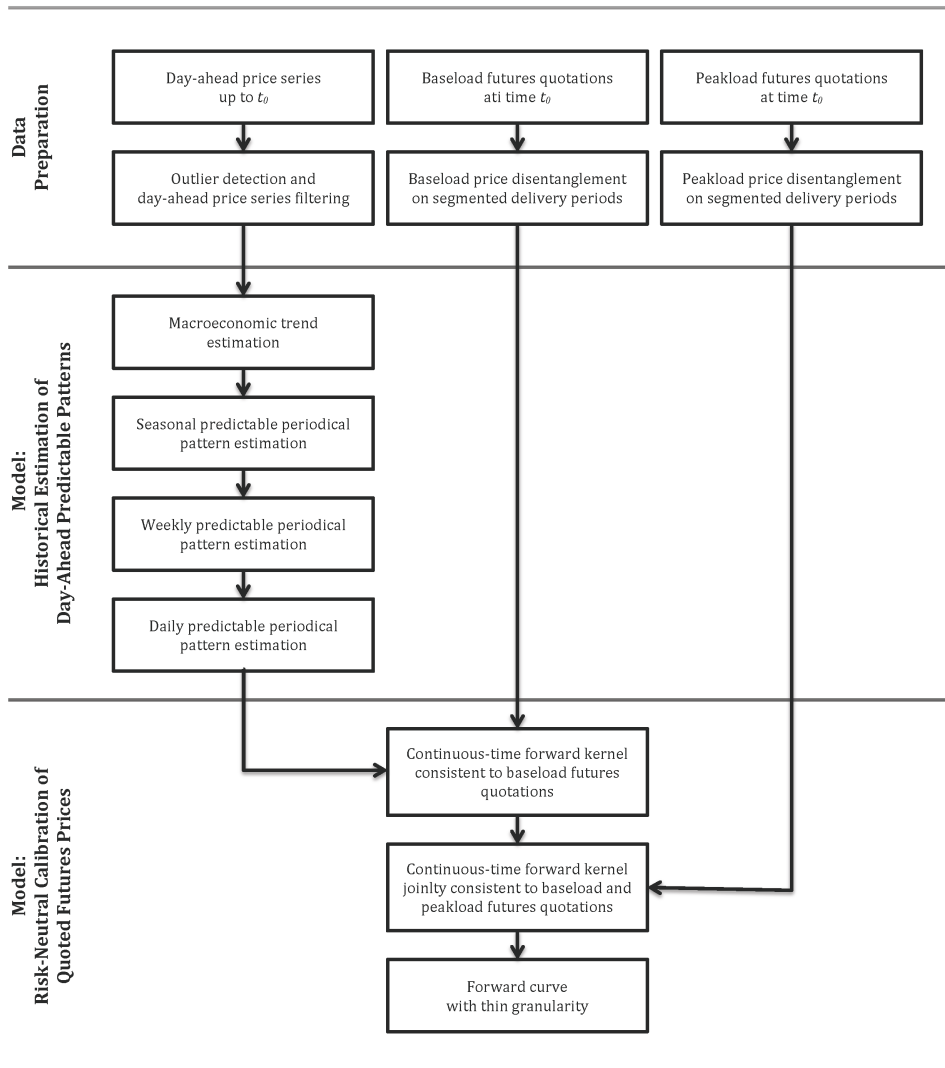 Data
Preparation
Day-ahead price series
up to t₀
Baseload futures quotations
ati time t₀
Peakload futures quotations
at time t₀
Outlier detection and
day-ahead price series filtering
Baseload price disentanglement
on segmented delivery periods
Peakload price disentanglement
on segmented delivery periods
Model:
Historical Estimation of
Day-Ahead Predictable Patterns
Macroeconomic trend
estimation
Seasonal predictable periodical
pattern estimation
Weekly predictable periodical
pattern estimation
Daily predictable periodical
pattern estimation
Model:
Risk-Neutral Calibration of
Quoted Futures Prices
Continuous-time forward kernel
consistent to baseload futures
quotations
Continuous-time forward kernel
joinlty consistent to baseload and
peakload futures quotations
Forward curve
with thin granularity